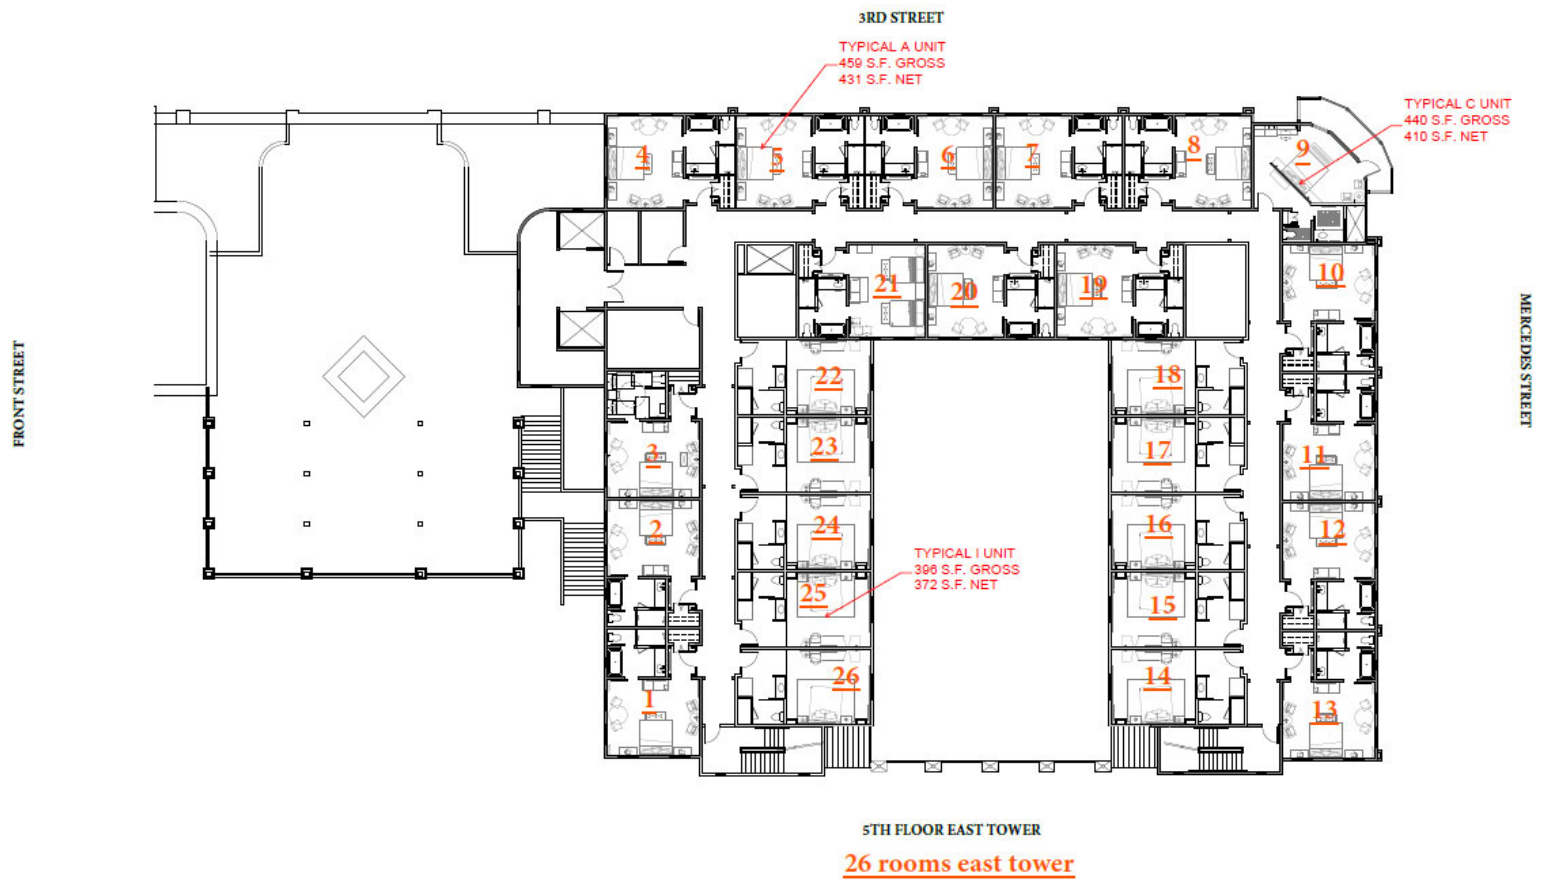 3RD STREET
TYPICAL A UNIT
459 S.F. GROSS
431 S.F. NET
TYPICAL C UNIT
440 S.F. GROSS
410 S.F. NET
4
5
6
7
8
9
21
20
19
10
FRONT STREET
MERCEDES STREET
22
18
3
23
17
11
2
24
16
12
TYPICAL I UNIT
396 S.F. GROSS
372 S.F. NET
25
15
1
26
14
13
5TH FLOOR EAST TOWER
26 rooms east tower